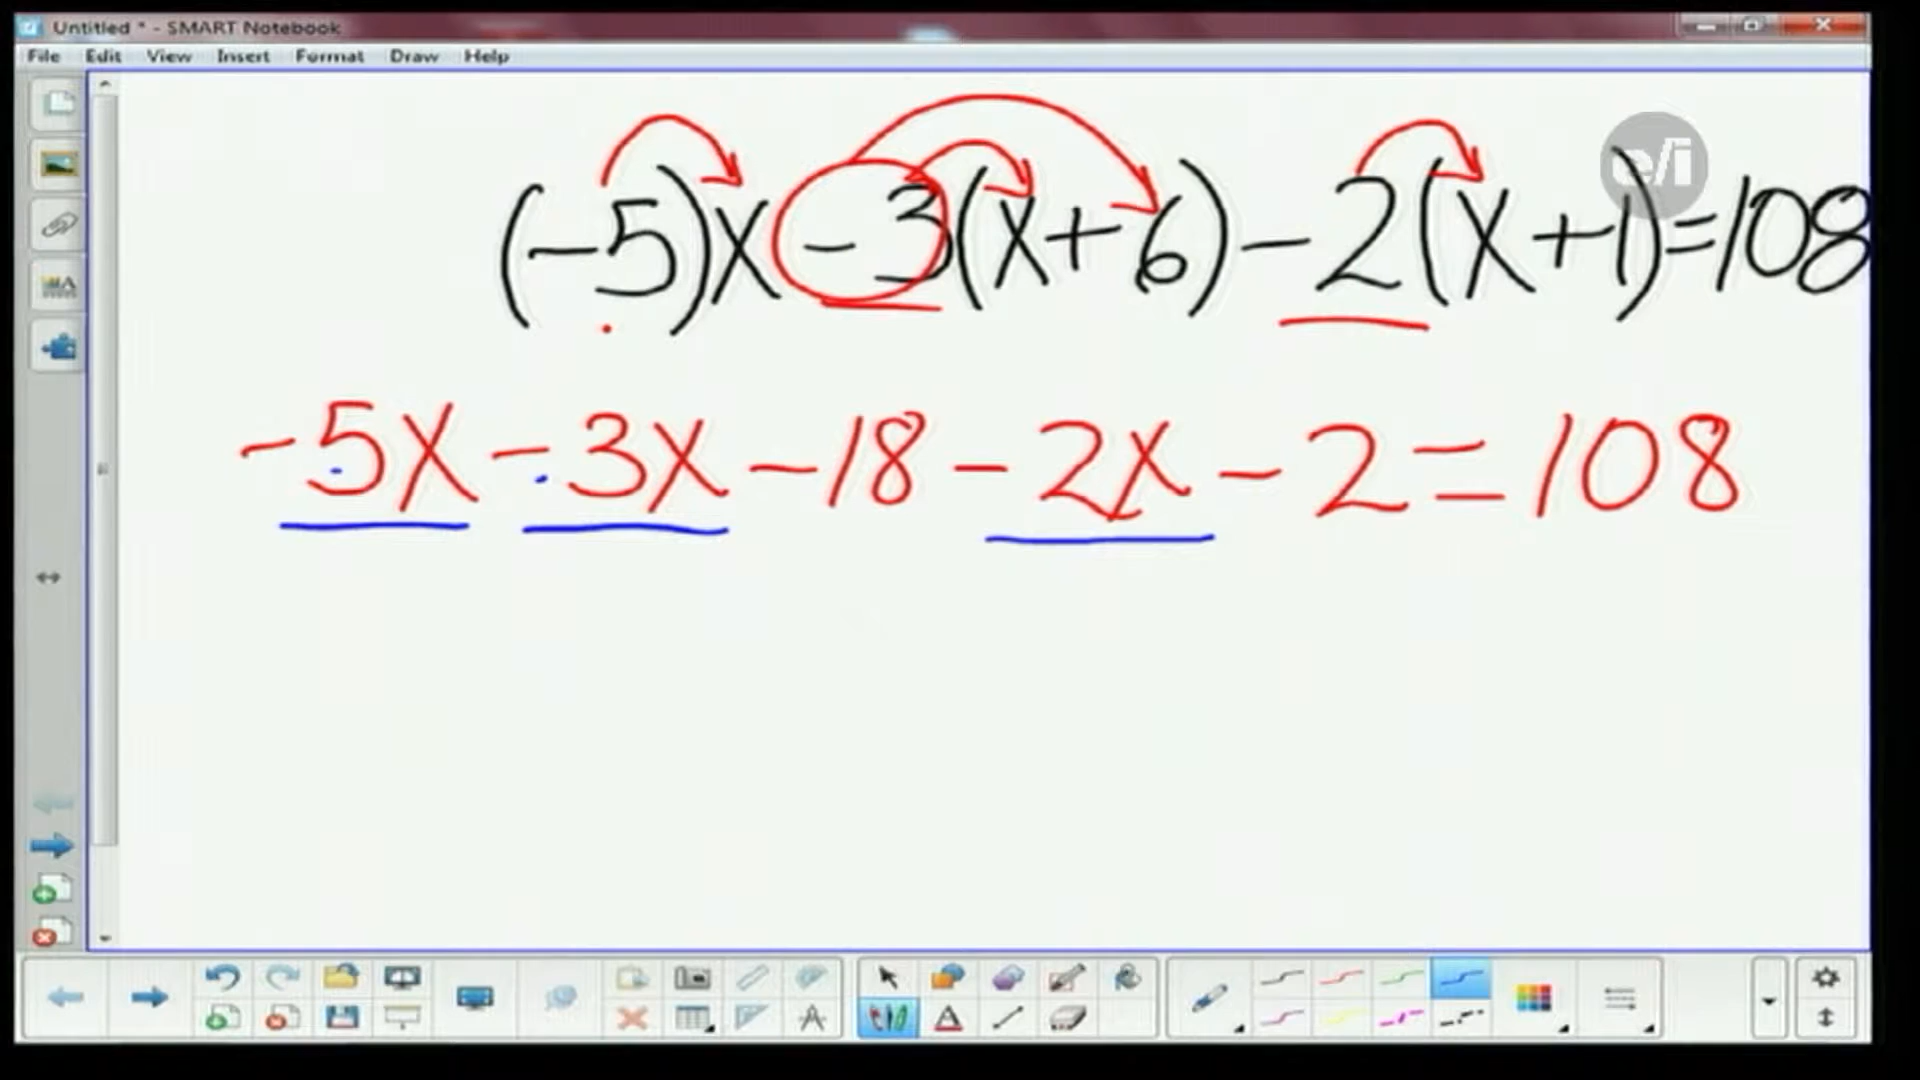 Untitled * - SMART Notebook
File Edit View Insert Format Draw Help
e/i
(-5)x -3(x+6)-2(x+1)=108
-5x -3x -18 -2x -2 = 108